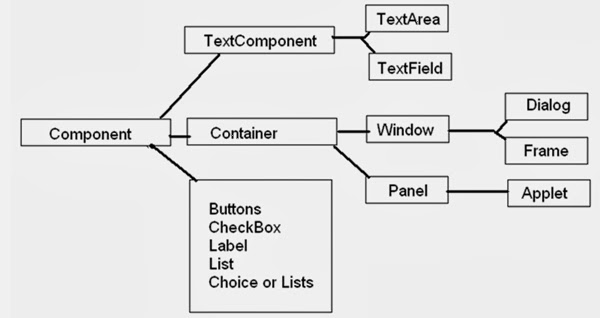 TextComponent
TextArea
TextField
Component
Container
Window
Dialog
Frame
Panel
Applet
Buttons
CheckBox
Label
List
Choice or Lists